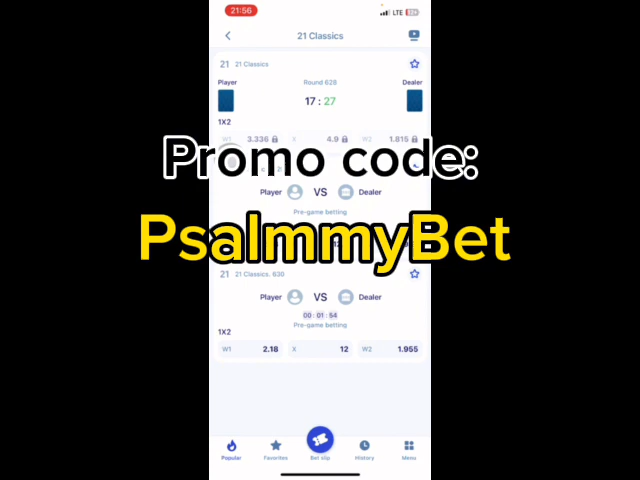 21:56
LTE 52
21 Classics
21 21 Classics
Player Round 628 Dealer
17 : 27
1X2
W1 3.336 X 4.9 W2 1.815
Promo code:
Player VS Dealer
Pre-game betting
PsalmmyBet
21 21 Classics. 630
Player VS Dealer
00 : 01 : 54
Pre-game betting
1X2
W1 2.18 X 12 W2 1.955
Popular Favorites Bet slip History Menu